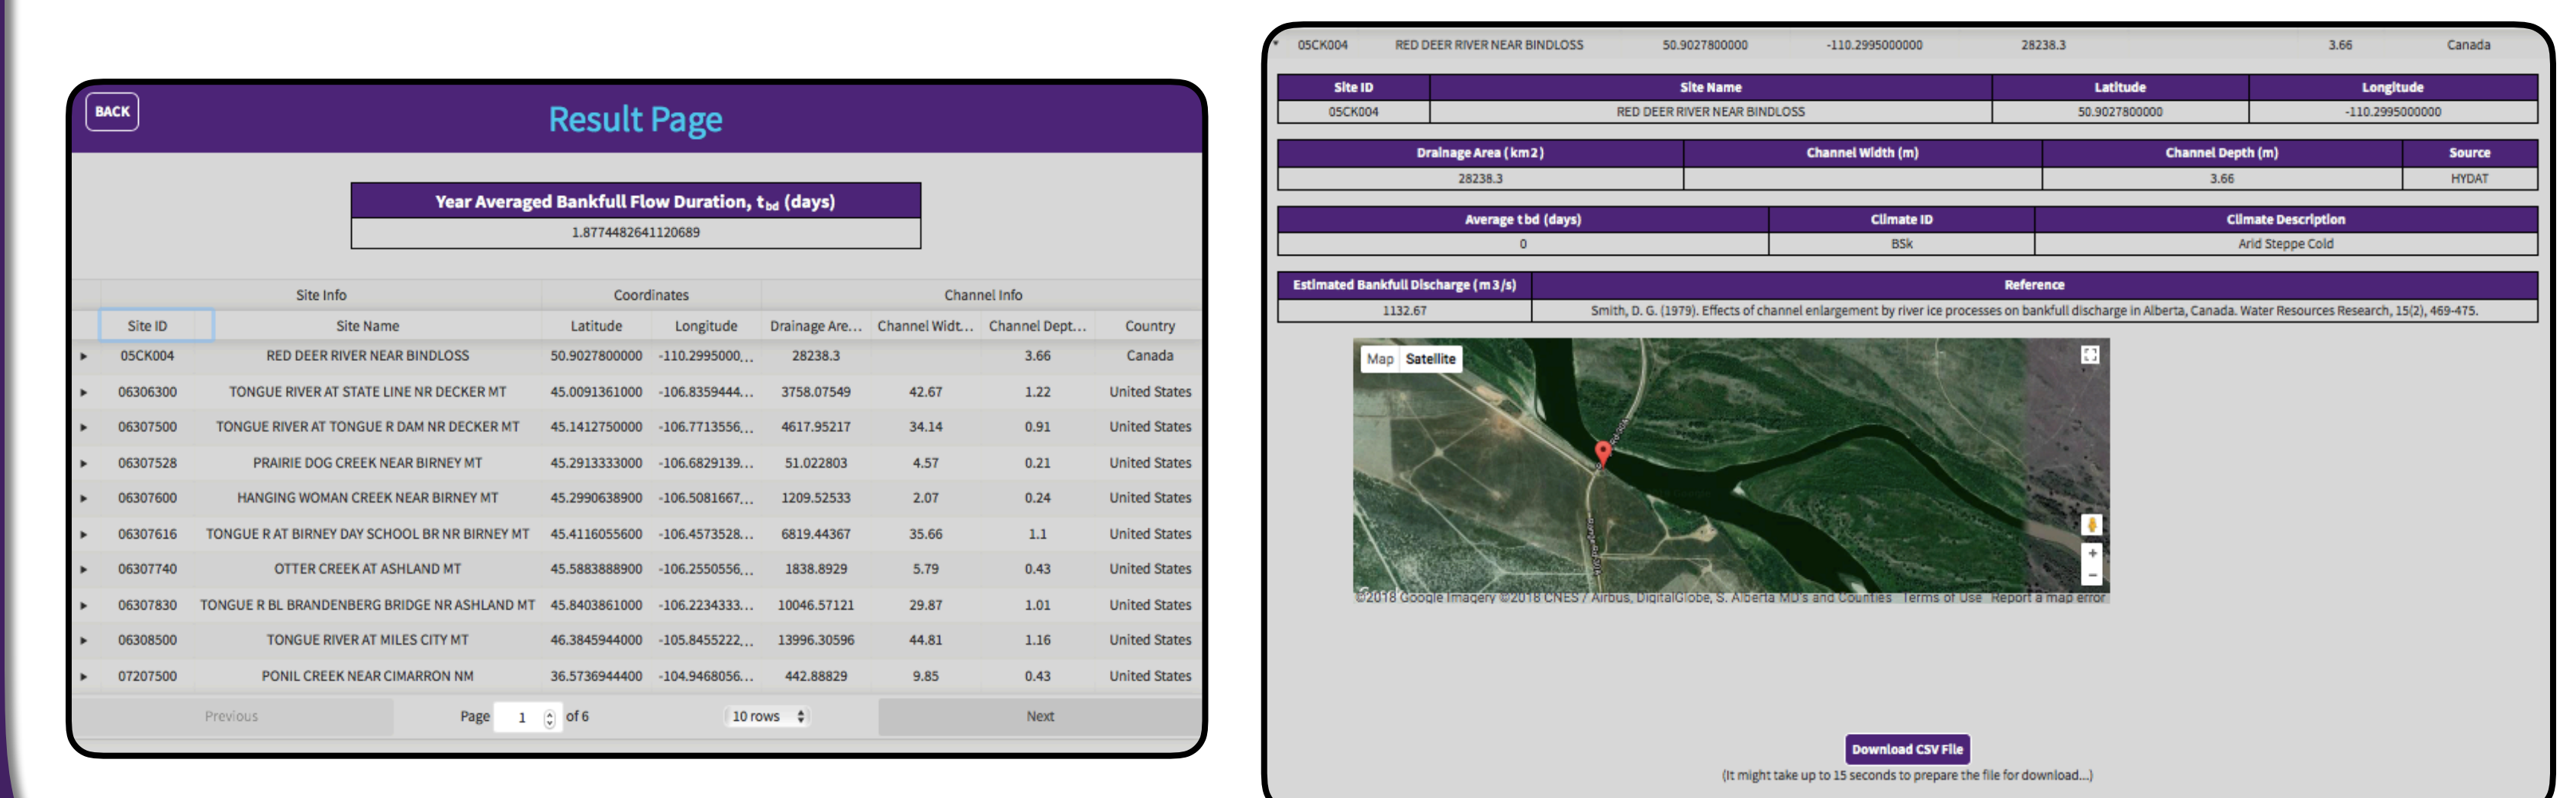 BACK
Result Page
Year Averaged Bankfull Flow Duration, tbd (days)
1.8774482641120689
Site Info Coordinates Channel Info
Site ID Site Name Latitude Longitude Drainage Are... Channel Widt... Channel Dept... Country
05CK004 RED DEER RIVER NEAR BINDLOSS 50.9027800000 -110.2995000... 28238.3 3.66 Canada
06306300 TONGUE RIVER AT STATE LINE NR DECKER MT 45.0091361000 -106.8359444... 3758.07549 42.67 1.22 United States
06307500 TONGUE RIVER AT TONGUE R DAM NR DECKER MT 45.1412750000 -106.7713556... 4617.95217 34.14 0.91 United States
06307528 PRAIRIE DOG CREEK NEAR BIRNEY MT 45.2913333000 -106.6829139... 51.022803 4.57 0.21 United States
06307600 HANGING WOMAN CREEK NEAR BIRNEY MT 45.2990638900 -106.5081667... 1209.52533 2.07 0.24 United States
06307616 TONGUE R AT BIRNEY DAY SCHOOL BR NR BIRNEY MT 45.4116055600 -106.4573528... 6819.44367 35.66 1.1 United States
06307740 OTTER CREEK AT ASHLAND MT 45.5883888900 -106.2550556... 1838.8929 5.79 0.43 United States
06307830 TONGUE R BL BRANDENBERG BRIDGE NR ASHLAND MT 45.8403861000 -106.2234333... 10046.57121 29.87 1.01 United States
06308500 TONGUE RIVER AT MILES CITY MT 46.3845944000 -105.8455222... 13996.30596 44.81 1.16 United States
07207500 PONIL CREEK NEAR CIMARRON NM 36.5736944400 -104.9468056... 442.88829 9.85 0.43 United States
Previous Page 1 of 6 10 rows Next
05CK004 RED DEER RIVER NEAR BINDLOSS 50.9027800000 -110.2995000000 28238.3 3.66 Canada
Site ID Site Name Latitude Longitude
05CK004 RED DEER RIVER NEAR BINDLOSS 50.9027800000 -110.2995000000
Drainage Area (km2) Channel Width (m) Channel Depth (m) Source
28238.3 3.66 HYDAT
Average tbd (days) Climate ID Climate Description
0 BSk Arid Steppe Cold
Estimated Bankfull Discharge (m3/s) Reference
1132.67 Smith, D. G. (1979). Effects of channel enlargement by river ice processes on bankfull discharge in Alberta, Canada. Water Resources Research, 15(2), 469-475.
Map Satellite
©2018 Google Imagery ©2018 CNES / Airbus, DigitalGlobe, S. Alberta MD's and Counties Terms of Use Report a map error
Download CSV File
(It might take up to 15 seconds to prepare the file for download...)